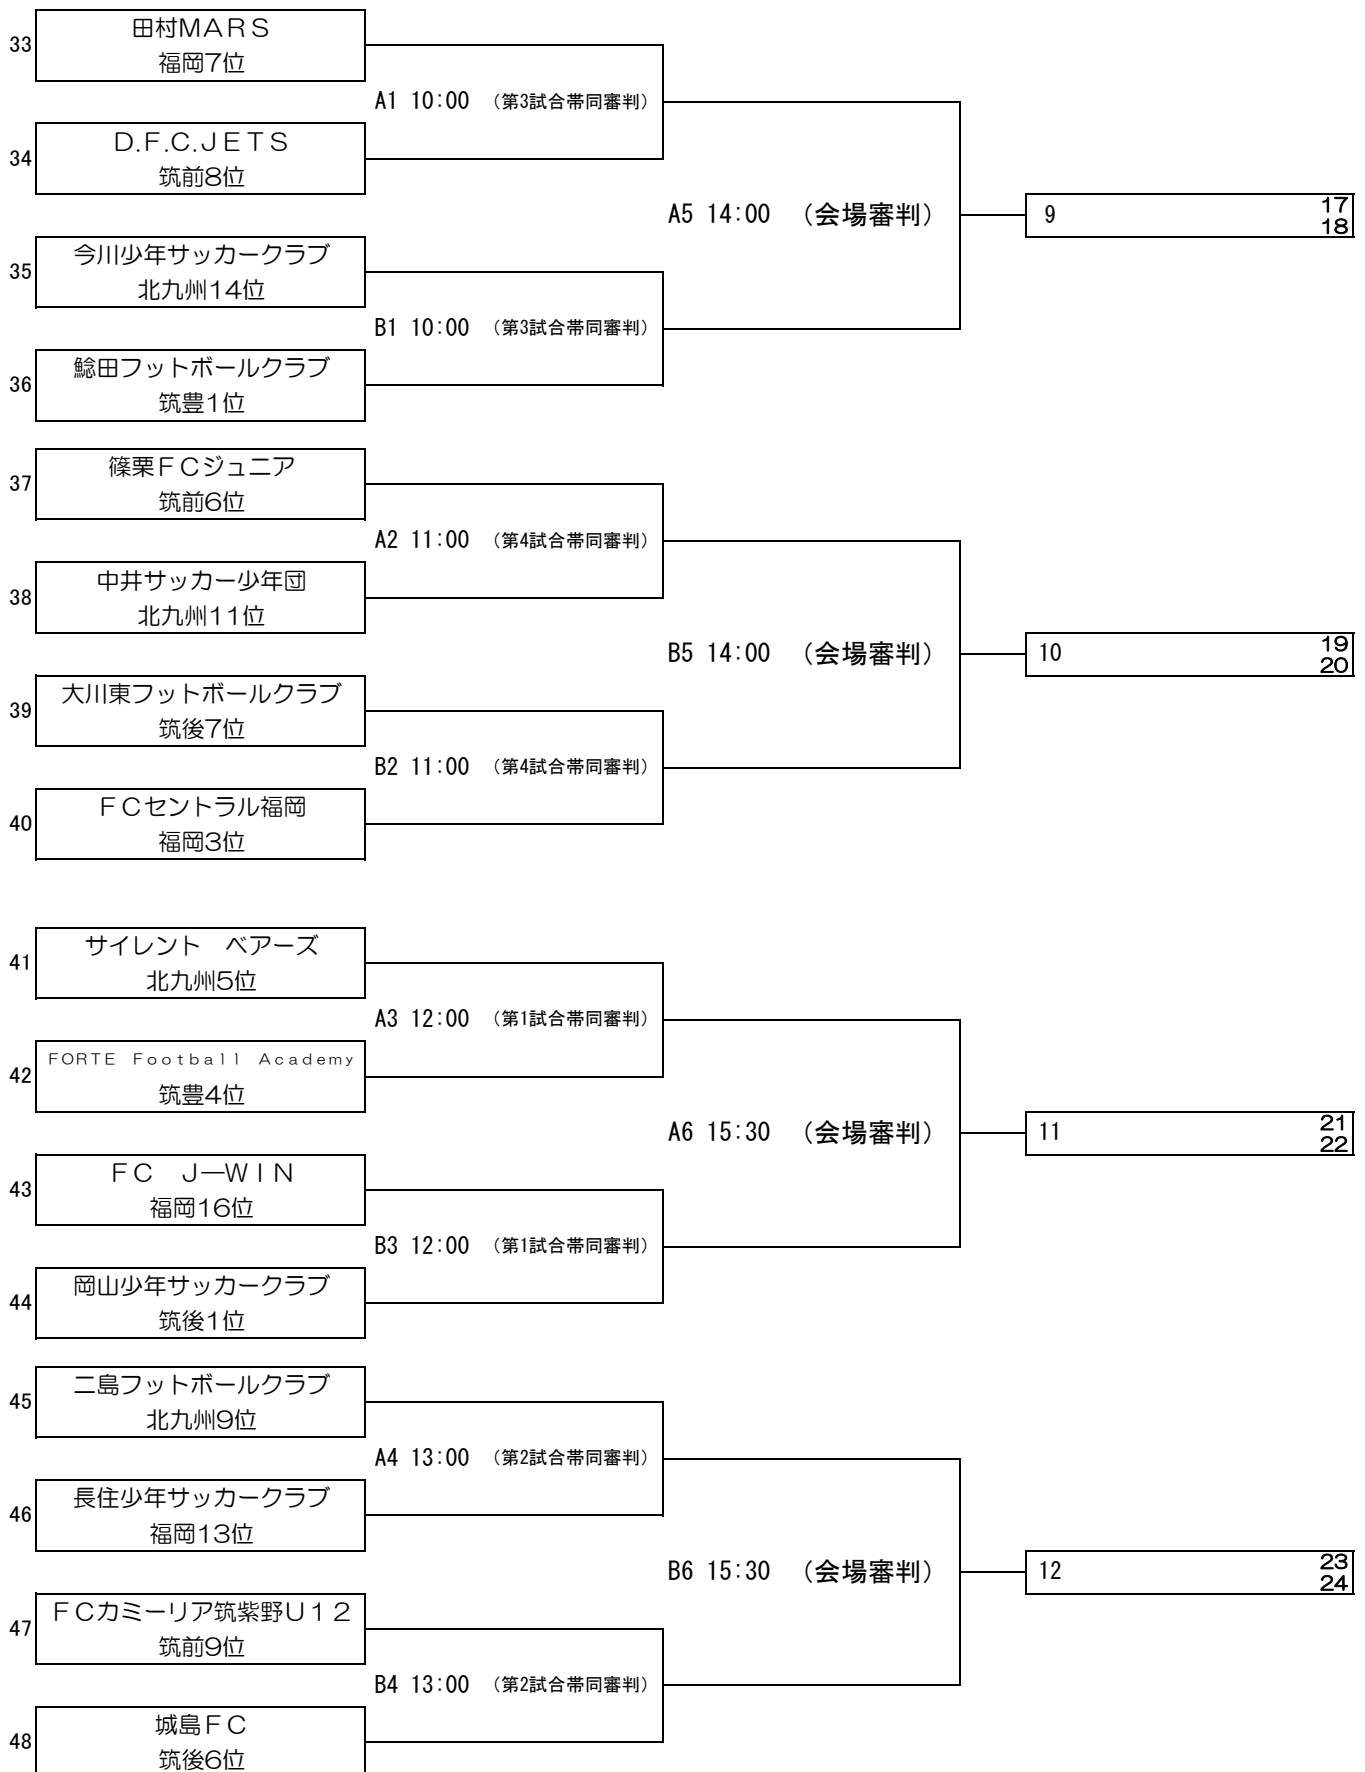 33
田村MARS
福岡7位
A1 10:00 （第3試合帯同審判）
34
D.F.C.JETS
筑前8位
A5 14:00 （会場審判）
9
17
18
35
今川少年サッカークラブ
北九州14位
B1 10:00 （第3試合帯同審判）
36
鯰田フットボールクラブ
筑豊1位
37
篠栗FCジュニア
筑前6位
A2 11:00 （第4試合帯同審判）
38
中井サッカー少年団
北九州11位
B5 14:00 （会場審判）
10
19
20
39
大川東フットボールクラブ
筑後7位
B2 11:00 （第4試合帯同審判）
40
FCセントラル福岡
福岡3位
41
サイレント　ベアーズ
北九州5位
A3 12:00 （第1試合帯同審判）
42
FORTE Football Academy
筑豊4位
A6 15:30 （会場審判）
11
21
22
43
FC　J―WIN
福岡16位
B3 12:00 （第1試合帯同審判）
44
岡山少年サッカークラブ
筑後1位
45
二島フットボールクラブ
北九州9位
A4 13:00 （第2試合帯同審判）
46
長住少年サッカークラブ
福岡13位
B6 15:30 （会場審判）
12
23
24
47
FCカミーリア筑紫野U12
筑前9位
B4 13:00 （第2試合帯同審判）
48
城島FC
筑後6位